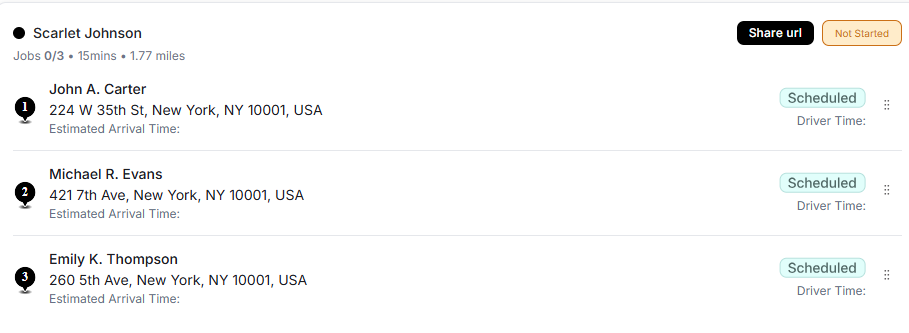 Scarlet Johnson
Share url
Not Started
Jobs 0/3 • 15mins • 1.77 miles
1
John A. Carter
224 W 35th St, New York, NY 10001, USA
Estimated Arrival Time:
Scheduled
Driver Time:
2
Michael R. Evans
421 7th Ave, New York, NY 10001, USA
Estimated Arrival Time:
Scheduled
Driver Time:
3
Emily K. Thompson
260 5th Ave, New York, NY 10001, USA
Estimated Arrival Time:
Scheduled
Driver Time: